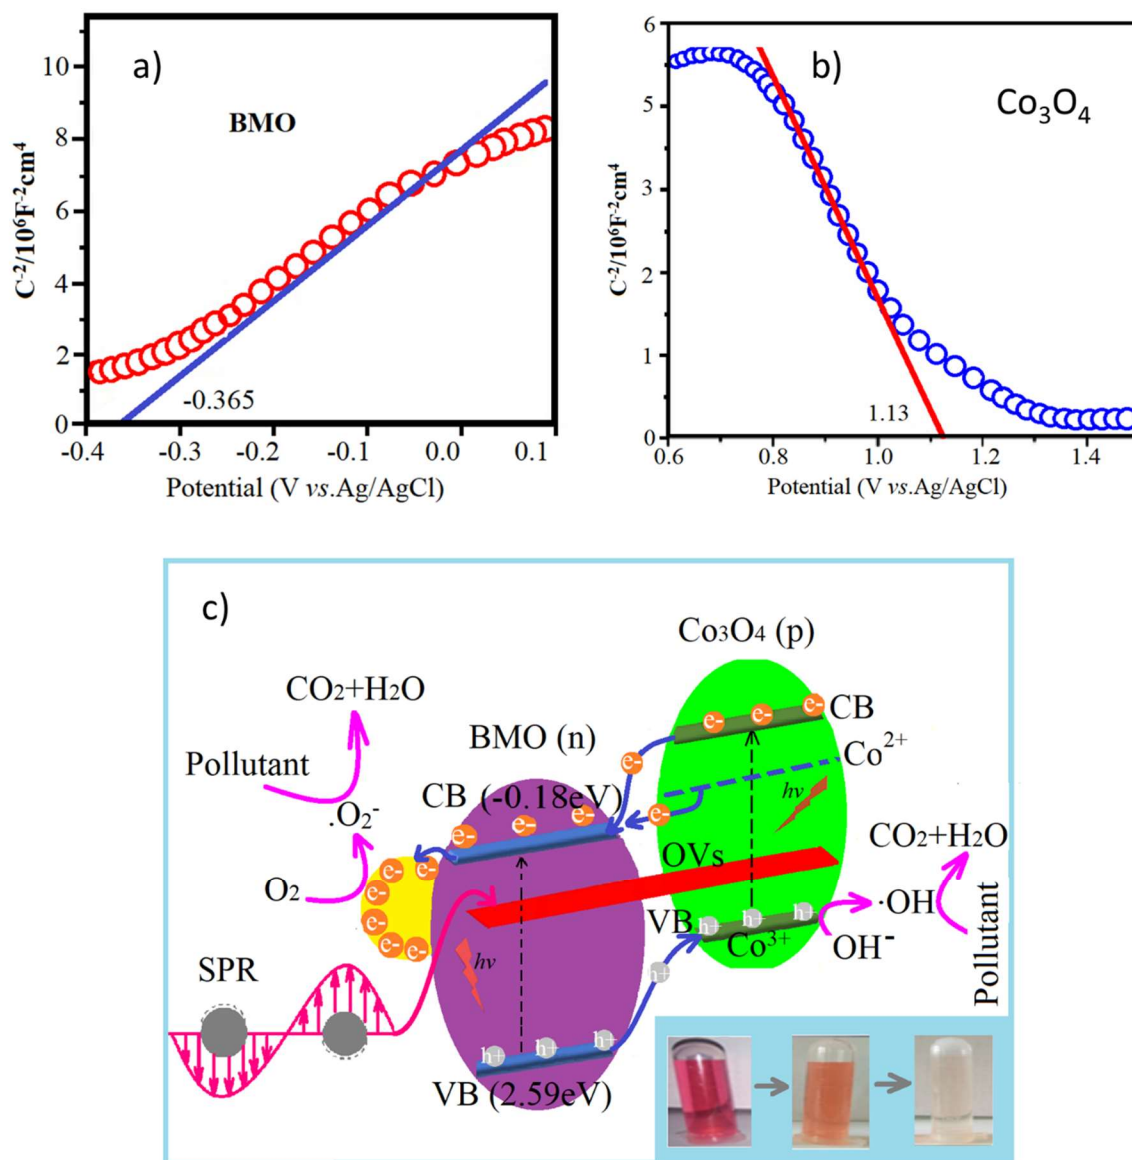 a)
BMO
C⁻²/10⁶F⁻²cm⁴
10
8
6
4
2
0
-0.365
-0.4 -0.3 -0.2 -0.1 0.0 0.1
Potential (V vs.Ag/AgCl)
b)
Co₃O₄
C⁻²/10⁶F⁻²cm⁴
6
5
3
2
1
0
1.13
0.6 0.8 1.0 1.2 1.4
Potential (V vs.Ag/AgCl)
c)
Co₃O₄ (p)
CO₂+H₂O
e- e- e- CB
BMO (n)
Pollutant
e-
Co²⁺
CB (-0.18eV)
hv
e- e- e- e-
.O₂⁻
CO₂+H₂O
OVs
O₂
e- e- e- e- e-
VB
h+ h+ h+
Co³⁺
·OH
OH⁻
Pollutant
SPR
hv
h+
h+ h+ h+
VB (2.59eV)